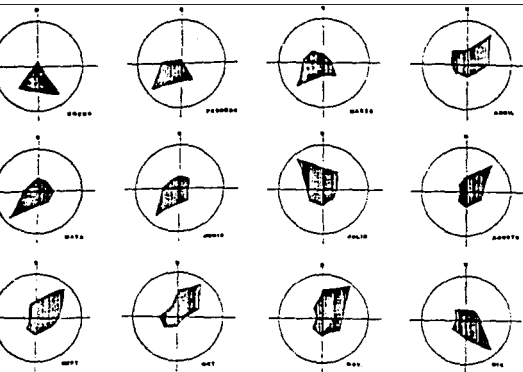 ENERO
FEBRERO
MARZO
ABRIL
MAYO
JUNIO
JULIO
AGOSTO
SEPT
OCT
NOV.
DIC